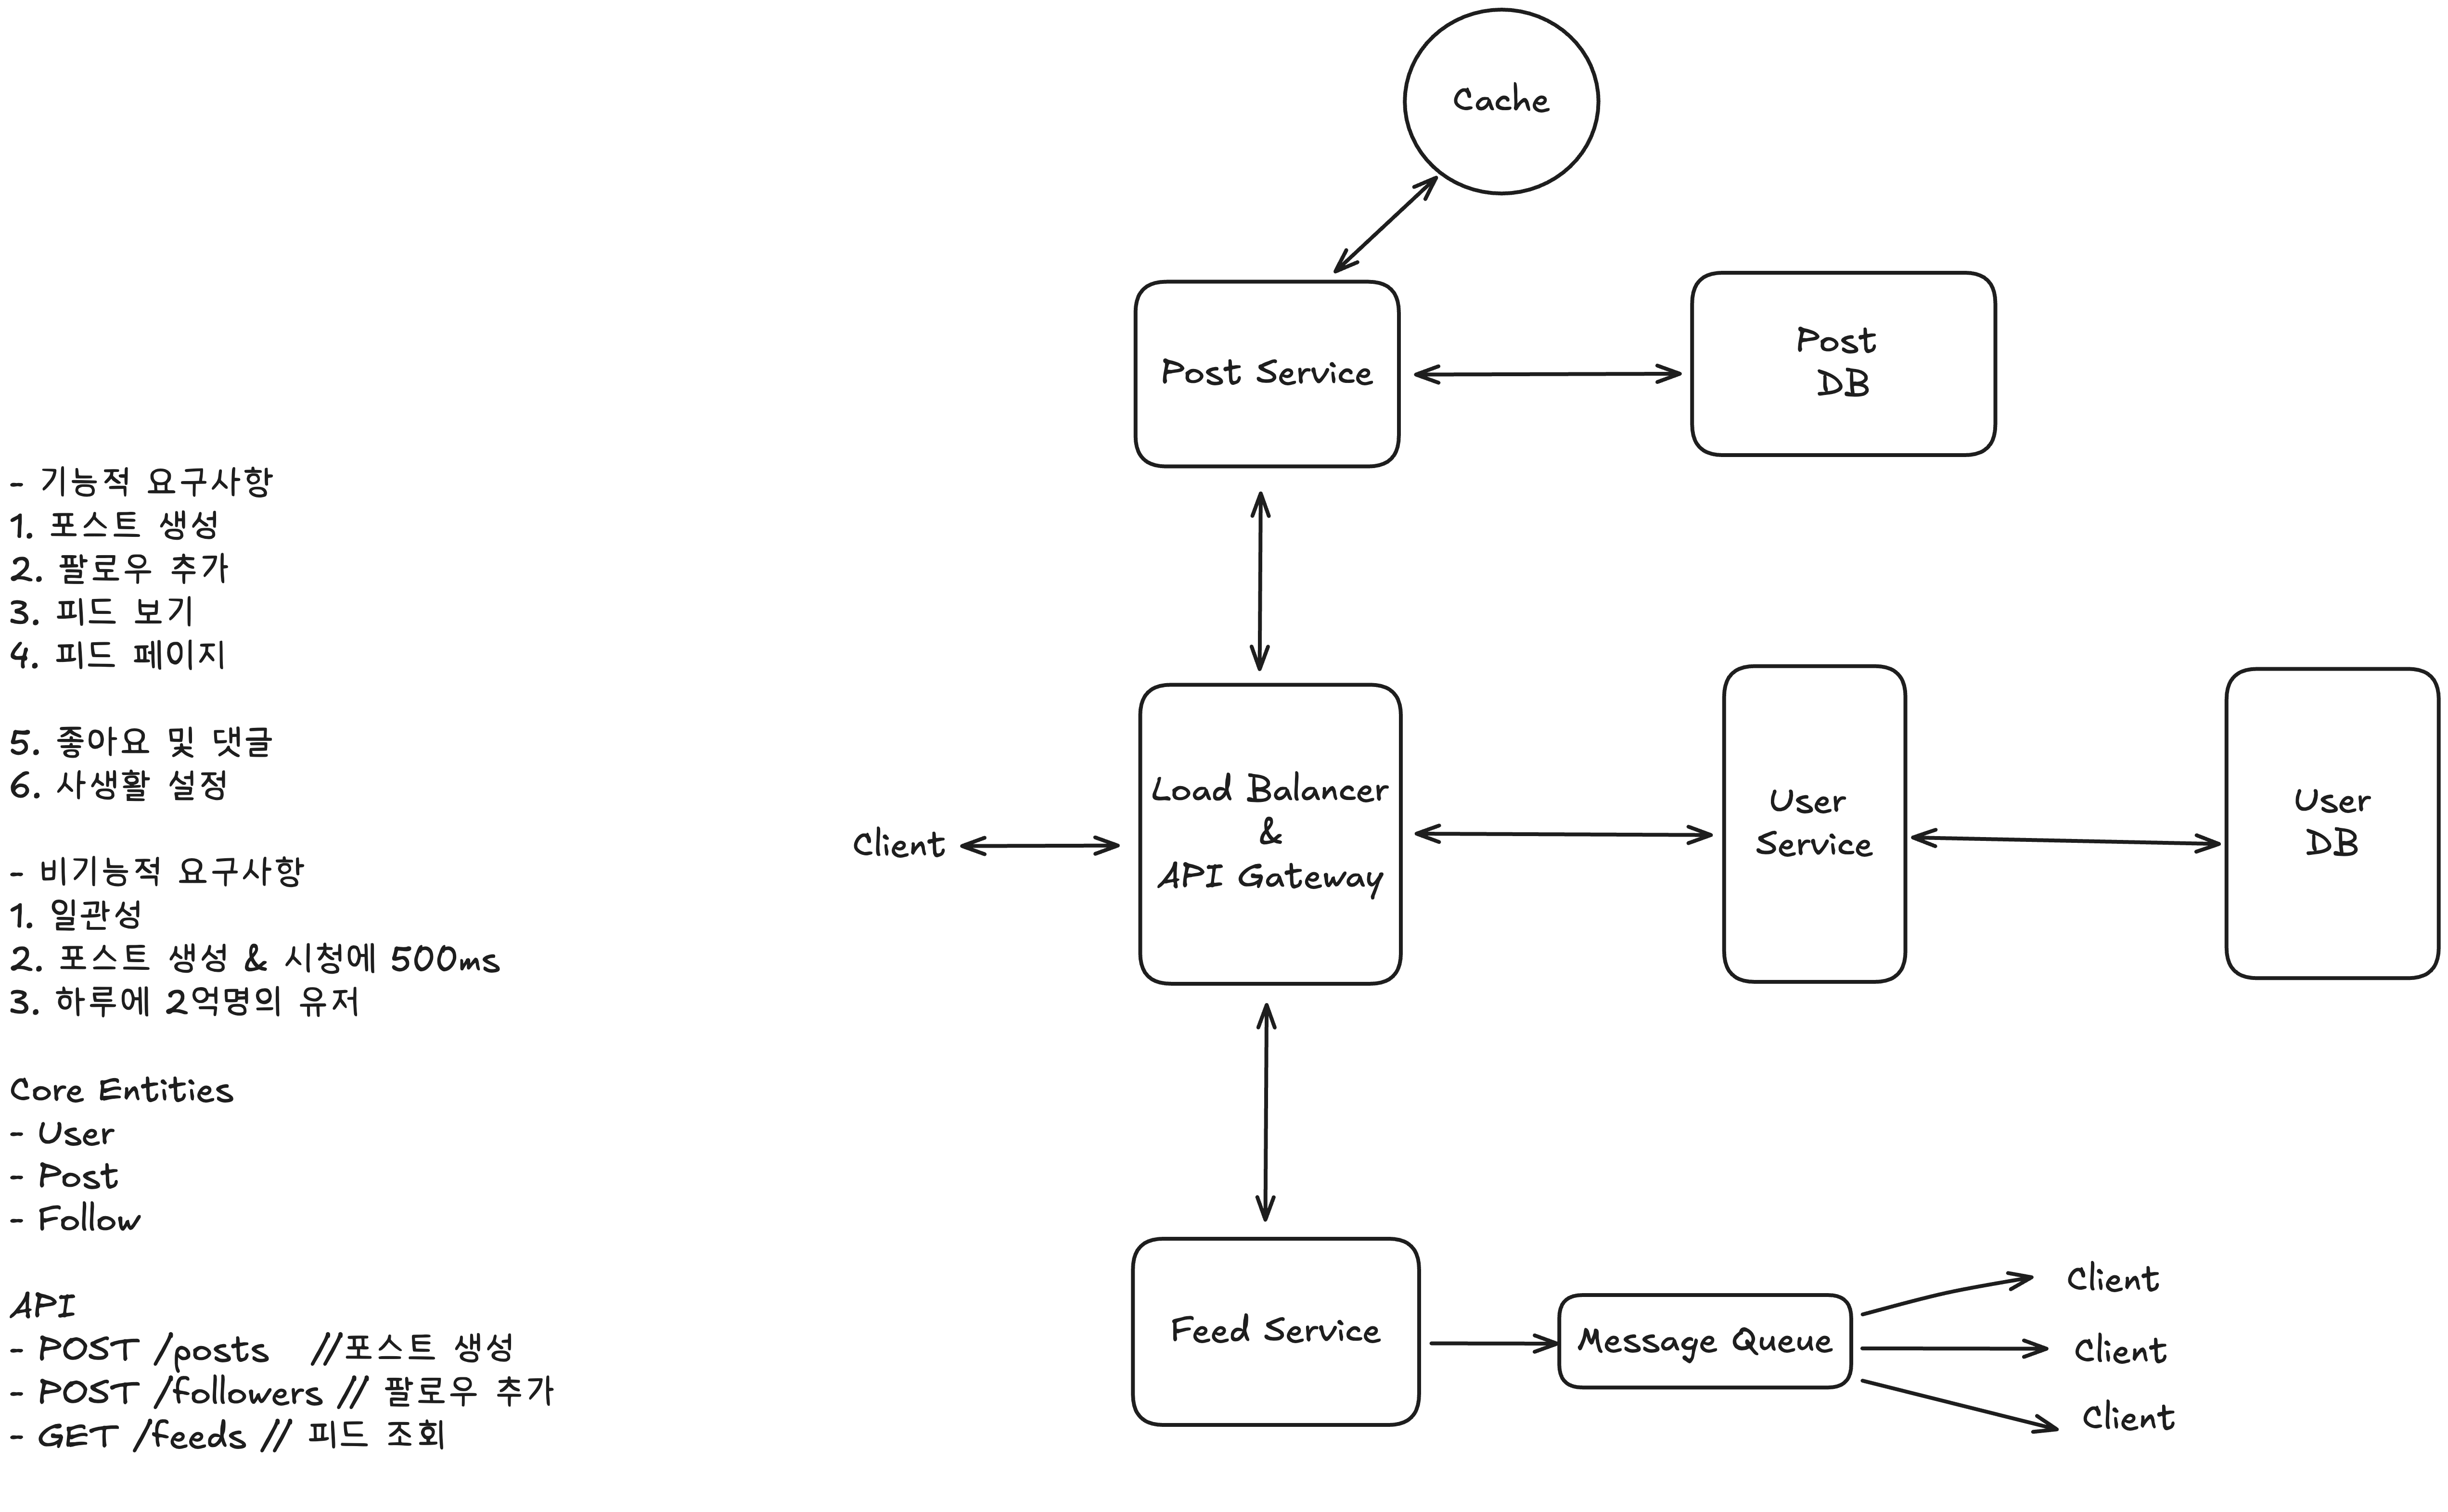 - 기능적 요구사항
1. 포스트 생성
2. 팔로우 추가
3. 피드 보기
4. 피드 페이지
5. 좋아요 및 댓글
6. 사생활 설정
- 비기능적 요구사항
1. 일관성
2. 포스트 생성 & 시청에 500ms
3. 하루에 2억명의 유저
Core Entities
- User
- Post
- Follow
API
- POST /posts //포스트 생성
- POST /followers // 팔로우 추가
- GET /feeds // 피드 조회
Cache
Post Service
Post
DB
Client
Load Balancer
&
API Gateway
User
Service
User
DB
Feed Service
Message Queue
Client
Client
Client